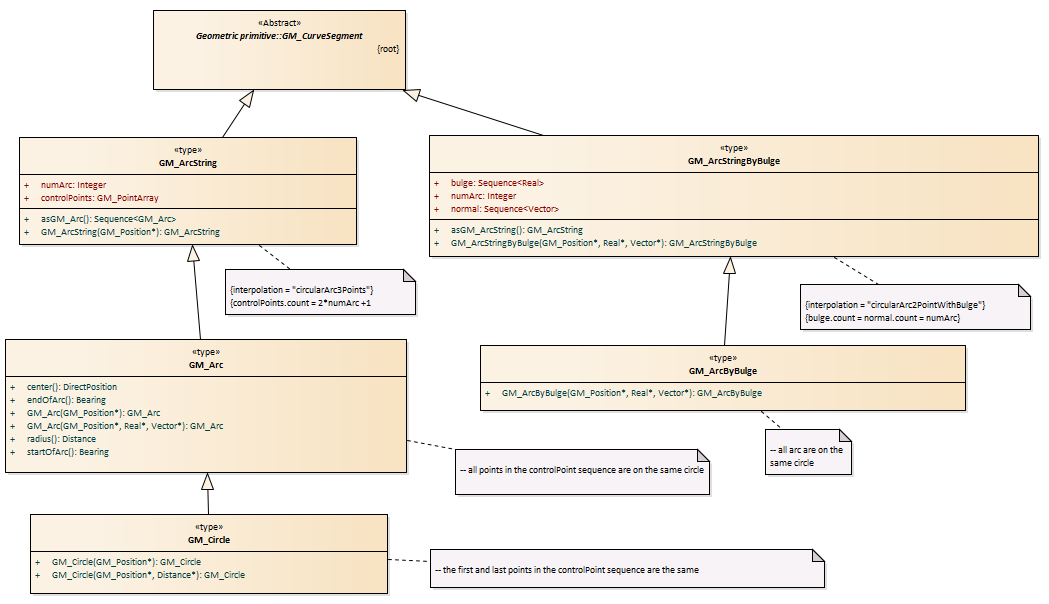 «Abstract»
Geometric primitive::GM_CurveSegment
{root}
«type»
GM_ArcString
+ numArc: Integer
+ controlPoints: GM_PointArray
+ asGM_Arc(): Sequence<GM_Arc>
+ GM_ArcString(GM_Position*): GM_ArcString
«type»
GM_ArcStringByBulge
+ bulge: Sequence<Real>
+ numArc: Integer
+ normal: Sequence<Vector>
+ asGM_ArcString(): GM_ArcString
+ GM_ArcStringByBulge(GM_Position*, Real*, Vector*): GM_ArcStringByBulge
{interpolation = "circularArc3Points"}
{controlPoints.count = 2*numArc +1
{interpolation = "circularArc2PointWithBulge"}
{bulge.count = normal.count = numArc}
«type»
GM_Arc
+ center(): DirectPosition
+ endOfArc(): Bearing
+ GM_Arc(GM_Position*): GM_Arc
+ GM_Arc(GM_Position*, Real*, Vector*): GM_Arc
+ radius(): Distance
+ startOfArc(): Bearing
«type»
GM_ArcByBulge
+ GM_ArcByBulge(GM_Position*, Real*, Vector*): GM_ArcByBulge
-- all arc are on the
same circle
-- all points in the controlPoint sequence are on the same circle
«type»
GM_Circle
+ GM_Circle(GM_Position*): GM_Circle
+ GM_Circle(GM_Position*, Distance*): GM_Circle
-- the first and last points in the controlPoint sequence are the same